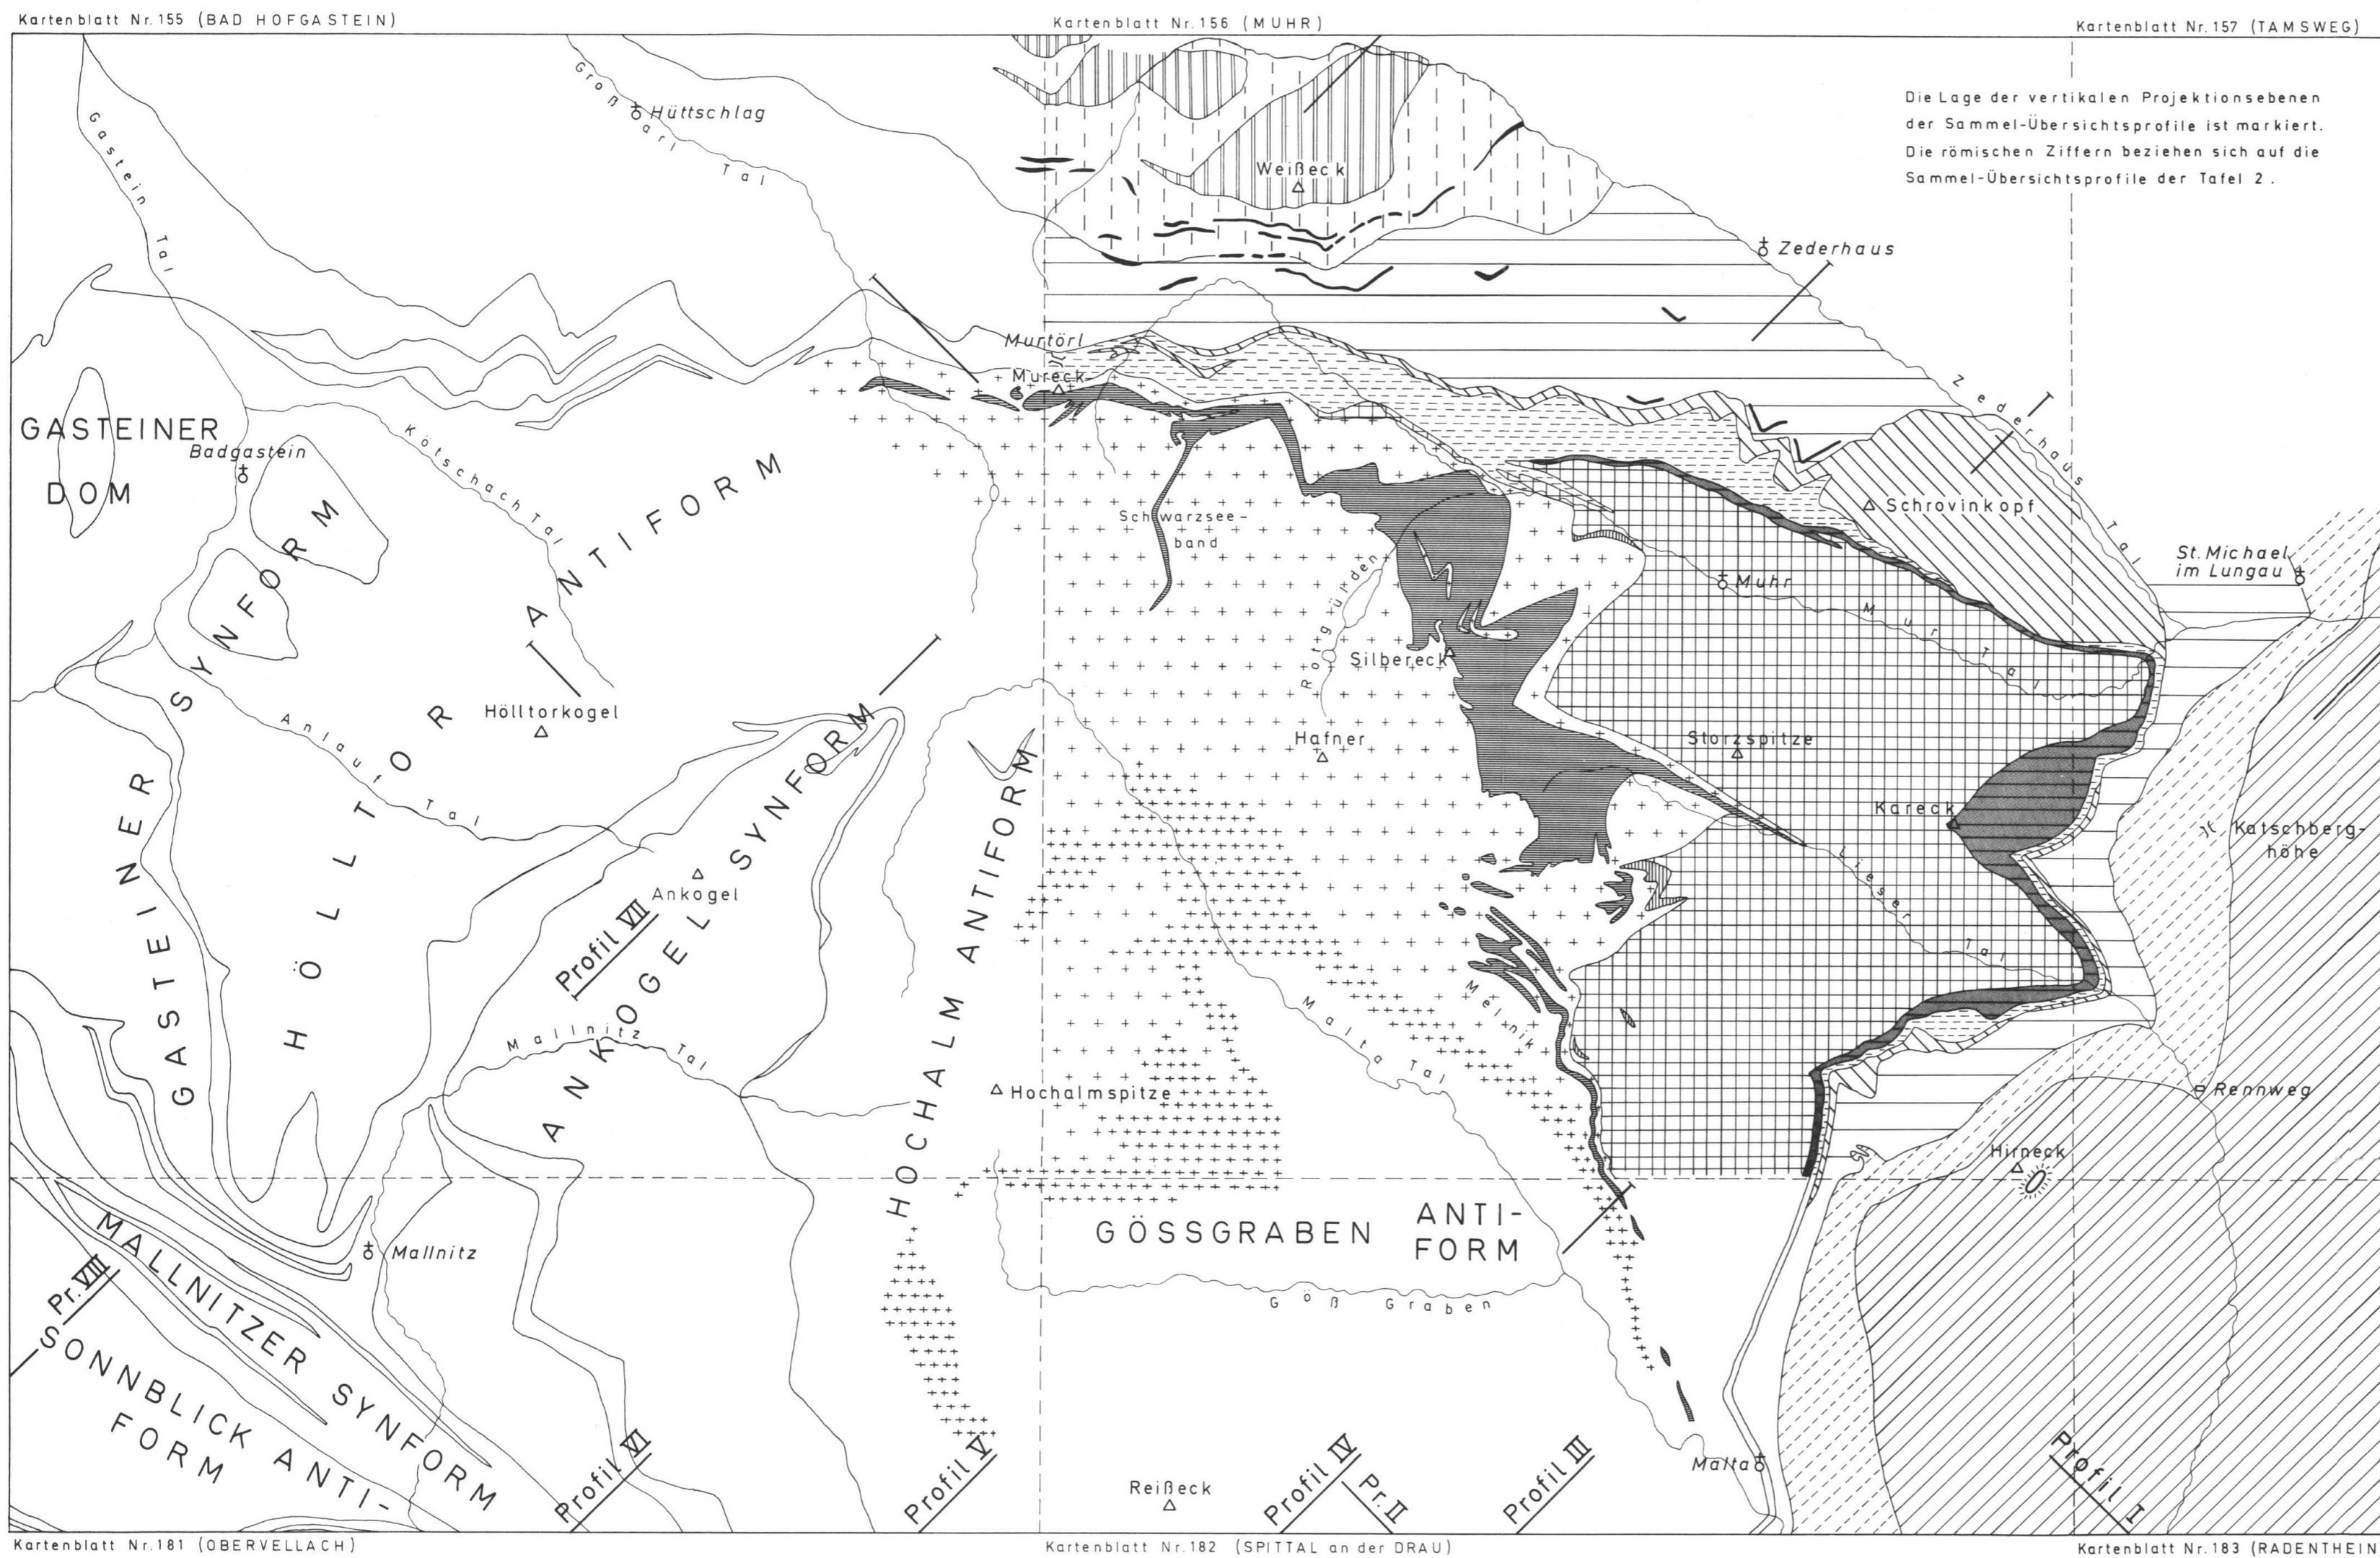 Kartenblatt Nr. 155 (BAD HOFGASTEIN)
Kartenblatt Nr. 156 (MUHR)
Kartenblatt Nr. 157 (TAMSWEG)
Die Lage der vertikalen Projektionsebenen
der Sammel-Übersichtsprofile ist markiert.
Die römischen Ziffern beziehen sich auf die
Sammel-Übersichtsprofile der Tafel 2.
Gastein Tal
Großarl Tal
Hüttschlag
Weißeck
Zederhaus
Murtörl
Mureck
Zederhaus Tal
GASTEINER
DOM
Badgastein
Kötschach Tal
Schwarzsee-
band
Schrovinkopf
St. Michael
im Lungau
Muhr
Mur Tal
Rotgürden
Silbereck
GASTEINER SYNFORM
HÖLLTOR ANTIFORM
Hölltorkogel
Anlauf Tal
Hafner
Storzspitze
Kareck
Katschberg-
höhe
Lieser Tal
Ankogel
ANKOGEL SYNFORM
HOCHALM ANTIFORM
Profil VII
Mallnitz Tal
Malta Tal
Melnik
Hochalmspitze
Rennweg
Hirneck
GÖSSGRABEN
ANTI-
FORM
Göß Graben
Mallnitz
MALLNITZER SYNFORM
Pr. VIII
SONNBLICK ANTI-
FORM
Profil VI
Profil V
Reißeck
Profil IV
Pr. II
Profil III
Malta
Profil I
Kartenblatt Nr. 181 (OBERVELLACH)
Kartenblatt Nr. 182 (SPITTAL an der DRAU)
Kartenblatt Nr. 183 (RADENTHEIN)